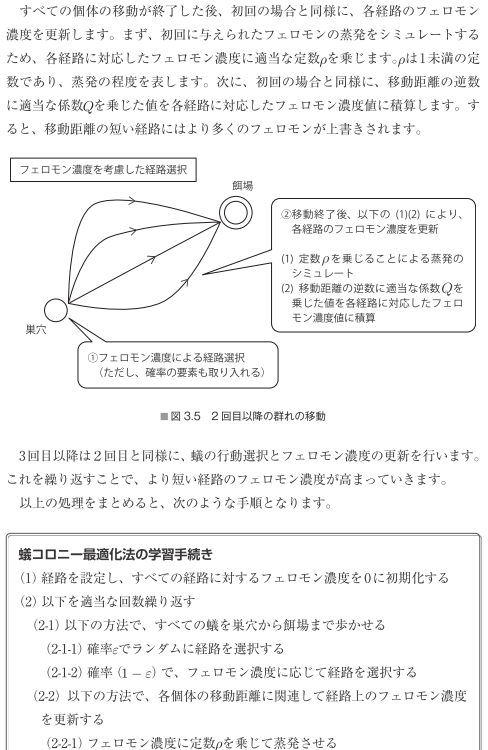 すべての個体の移動が終了した後、初回の場合と同様に、各経路のフェロモン
濃度を更新します。まず、初回に与えられたフェロモンの蒸発をシミュレートする
ため、各経路に対応したフェロモン濃度に適当な定数ρを乗じます。ρは1未満の定
数であり、蒸発の程度を表します。次に、初回の場合と同様に、移動距離の逆数
に適当な係数Qを乗じた値を各経路に対応したフェロモン濃度値に積算します。す
ると、移動距離の短い経路にはより多くのフェロモンが上書きされます。
フェロモン濃度を考慮した経路選択
餌場
②移動終了後、以下の (1)(2) により、
各経路のフェロモン濃度を更新
(1) 定数ρを乗じることによる蒸発の
シミュレート
(2) 移動距離の逆数に適当な係数Qを
乗じた値を各経路に対応したフェロ
モン濃度値に積算
巣穴
①フェロモン濃度による経路選択
(ただし、確率の要素も取り入れる)
■図 3.5 2回目以降の群れの移動
3回目以降は2回目と同様に、蟻の行動選択とフェロモン濃度の更新を行います。
これを繰り返すことで、より短い経路のフェロモン濃度が高まっていきます。
以上の処理をまとめると、次のような手順となります。
蟻コロニー最適化法の学習手続き
(1) 経路を設定し、すべての経路に対するフェロモン濃度を0に初期化する
(2) 以下を適当な回数繰り返す
(2-1) 以下の方法で、すべての蟻を巣穴から餌場まで歩かせる
(2-1-1) 確率εでランダムに経路を選択する
(2-1-2) 確率 (1 − ε) で、フェロモン濃度に応じて経路を選択する
(2-2) 以下の方法で、各個体の移動距離に関連して経路上のフェロモン濃度
を更新する
(2-2-1) フェロモン濃度に定数ρを乗じて蒸発させる